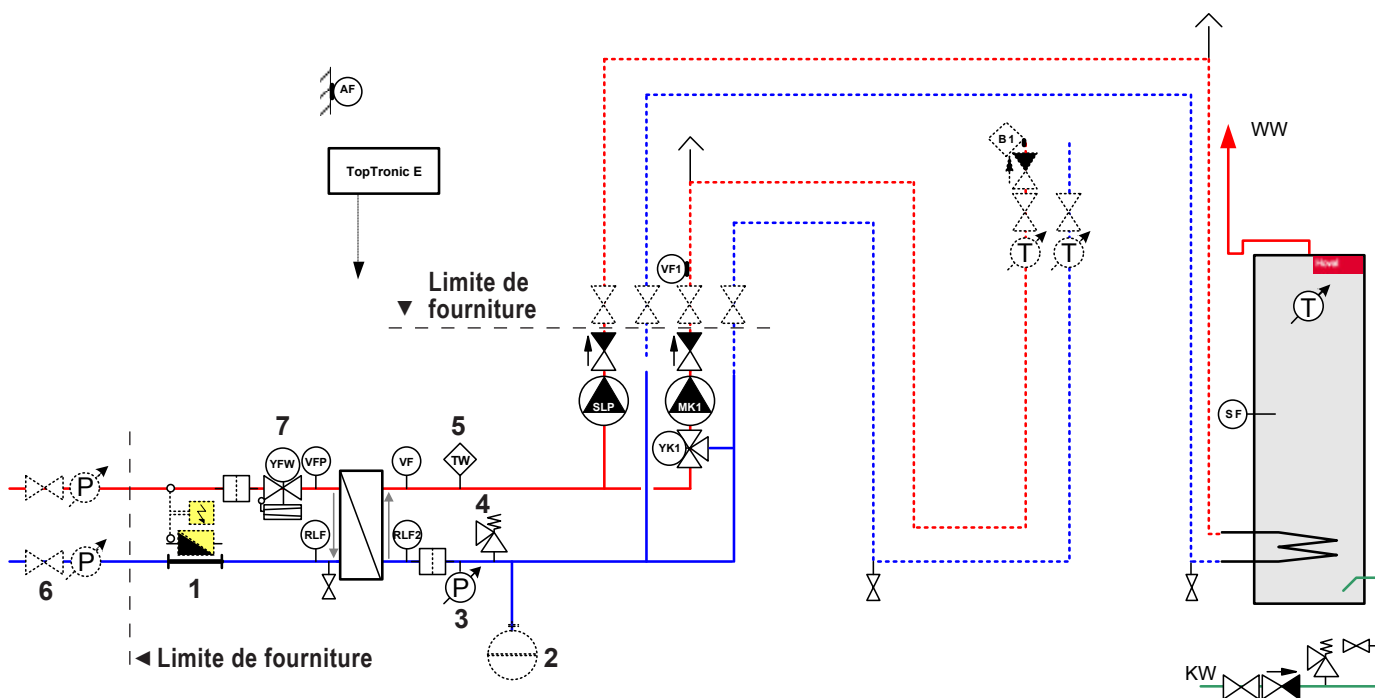 AF
WW
B1
TopTronic E
T
T
VF1
Hoval
Limite de
fourniture
T
SLP
MK1
SF
7
5
YK1
YFW
VFP
VF
TW
P
4
RLF
RLF2
P
6
1
P
3
Limite de fourniture
2
KW